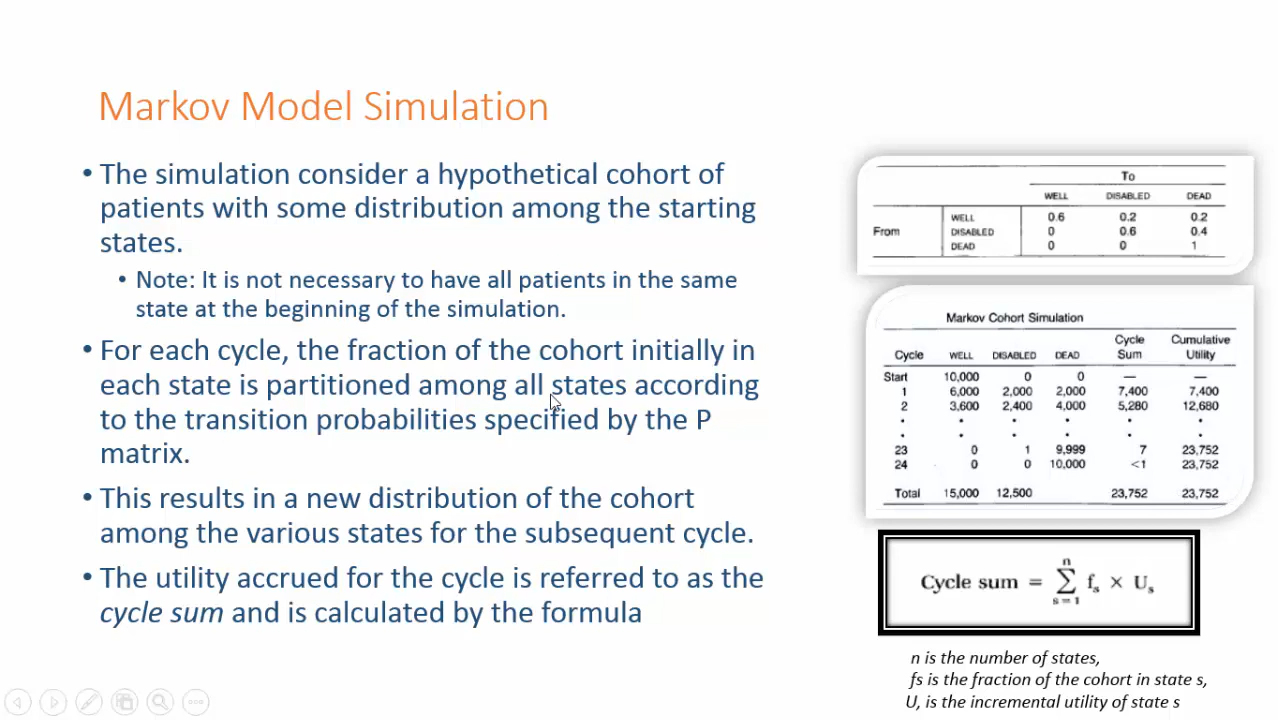 Markov Model Simulation
• The simulation consider a hypothetical cohort of
patients with some distribution among the starting
states.
• Note: It is not necessary to have all patients in the same
state at the beginning of the simulation.
• For each cycle, the fraction of the cohort initially in
each state is partitioned among all states according
to the transition probabilities specified by the P
matrix.
• This results in a new distribution of the cohort
among the various states for the subsequent cycle.
• The utility accrued for the cycle is referred to as the
cycle sum and is calculated by the formula
To
WELL DISABLED DEAD
From WELL 0.6 0.2 0.2
DISABLED 0 0.6 0.4
DEAD 0 0 1
Markov Cohort Simulation
Cycle WELL DISABLED DEAD Cycle Sum Cumulative Utility
Start 10,000 0 0 — —
1 6,000 2,000 2,000 7,400 7,400
2 3,600 2,400 4,000 5,280 12,680
• • • • • •
• • • • • •
23 0 1 9,999 7 23,752
24 0 0 10,000 <1 23,752
Total 15,000 12,500 23,752 23,752
Cycle sum = n∑s=1 fs × Us
n is the number of states,
fs is the fraction of the cohort in state s,
U, is the incremental utility of state s